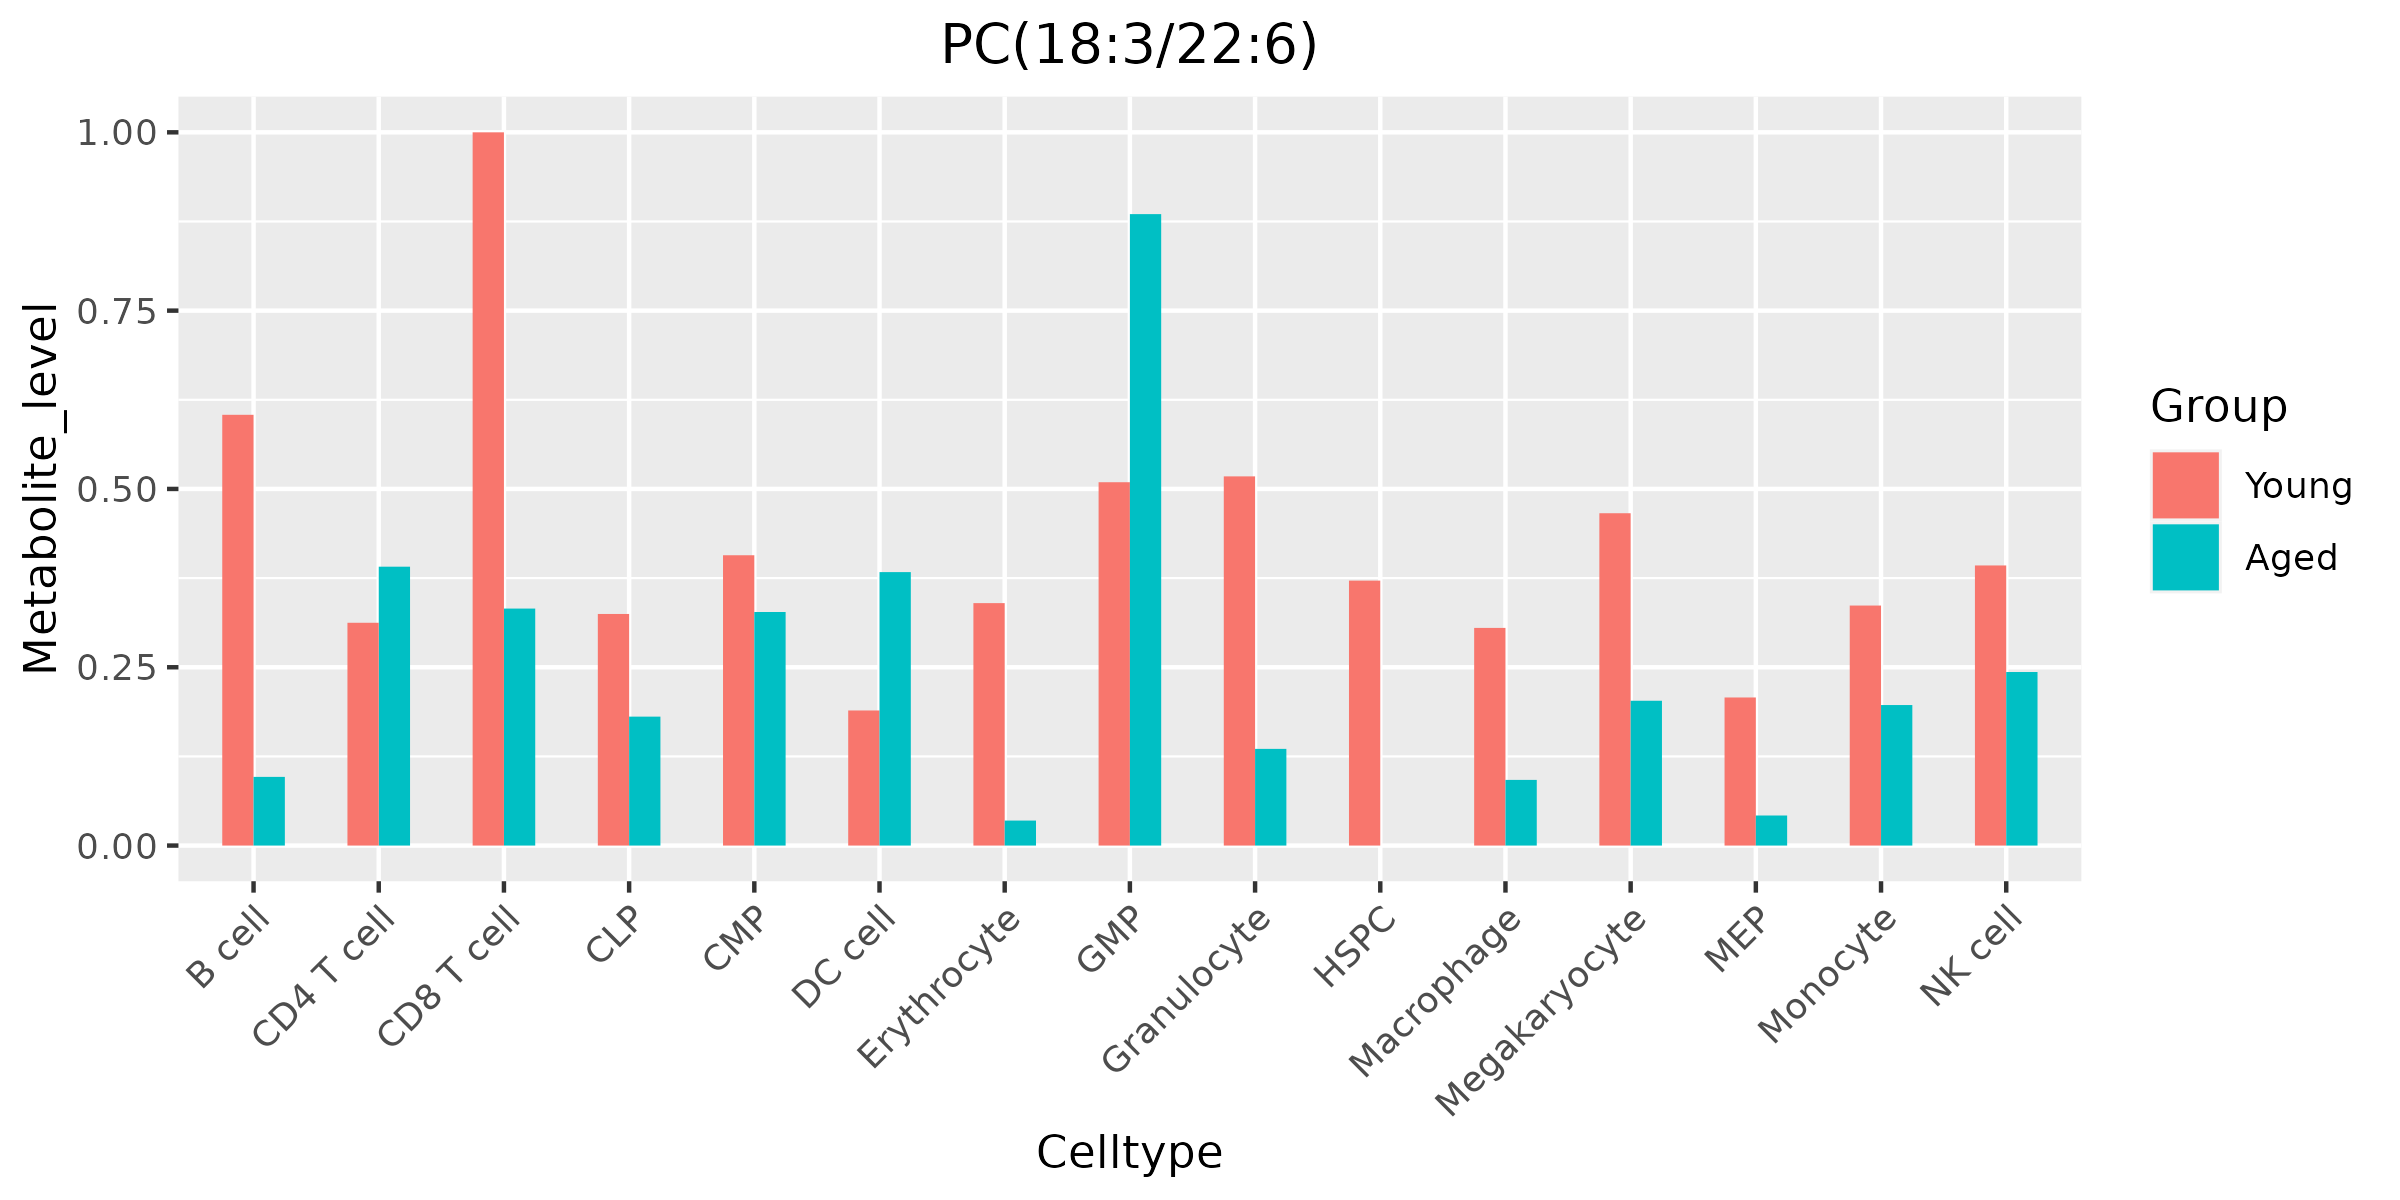 PC(18:3/22:6)
Metabolite_level
1.00
0.75
0.50
0.25
0.00
B cell
CD4 T cell
CD8 T cell
CLP
CMP
DC cell
Erythrocyte
GMP
Granulocyte
HSPC
Macrophage
Megakaryocyte
MEP
Monocyte
NK cell
Celltype
Group
Young
Aged